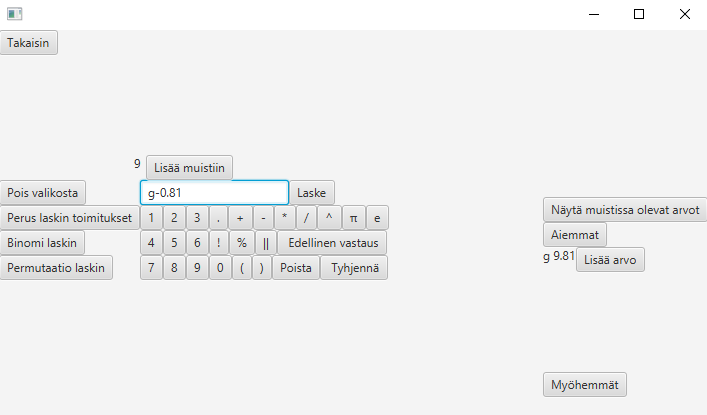 Takaisin
9 Lisää muistiin
Pois valikosta g-0.81 Laske
Perus laskin toimitukset 1 2 3 . + - * / ^ π e
Näytä muistissa olevat arvot
Binomi laskin 4 5 6 ! % || Edellinen vastaus
Aiemmat
g 9.81 Lisää arvo
Permutaatio laskin 7 8 9 0 ( ) Poista Tyhjennä
Myöhemmät